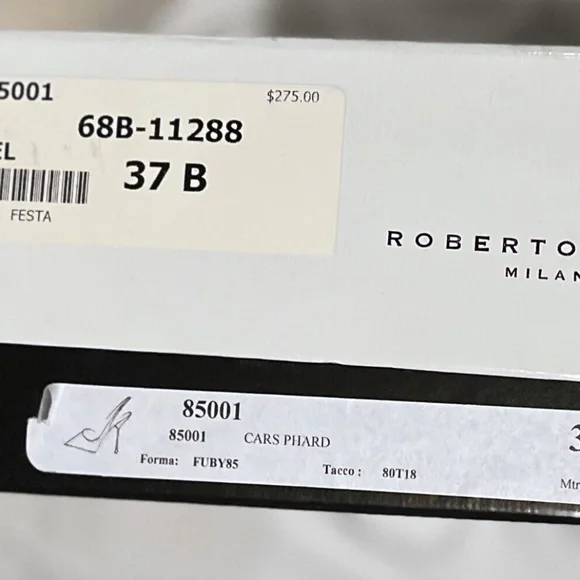 5001
$275.00
68B-11288
EL
37 B
FESTA
ROBERTO
MILAN
85001
85001 CARS PHARD
Forma: FUBY85
Tacco : 80T18
3
Mtr